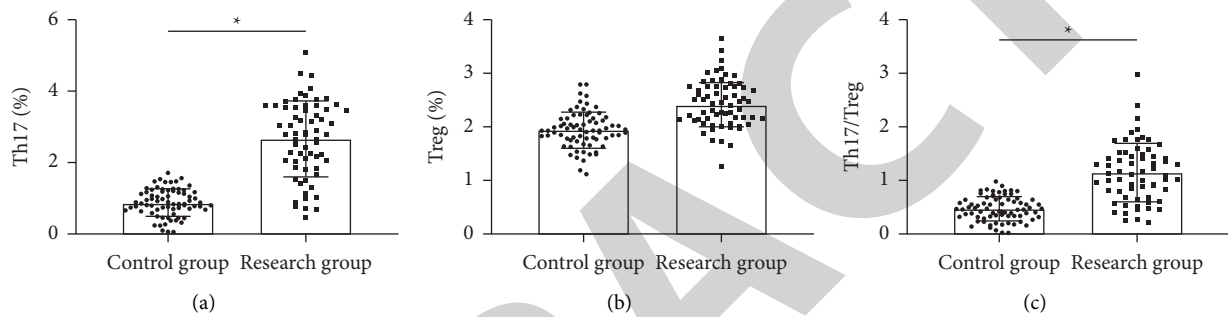 6
4
2
0
Th17 (%)
*
Control group
Research group
(a)
4
3
2
1
0
Treg (%)
Control group
Research group
(b)
4
3
2
1
0
Th17/Treg
*
Control group
Research group
(c)